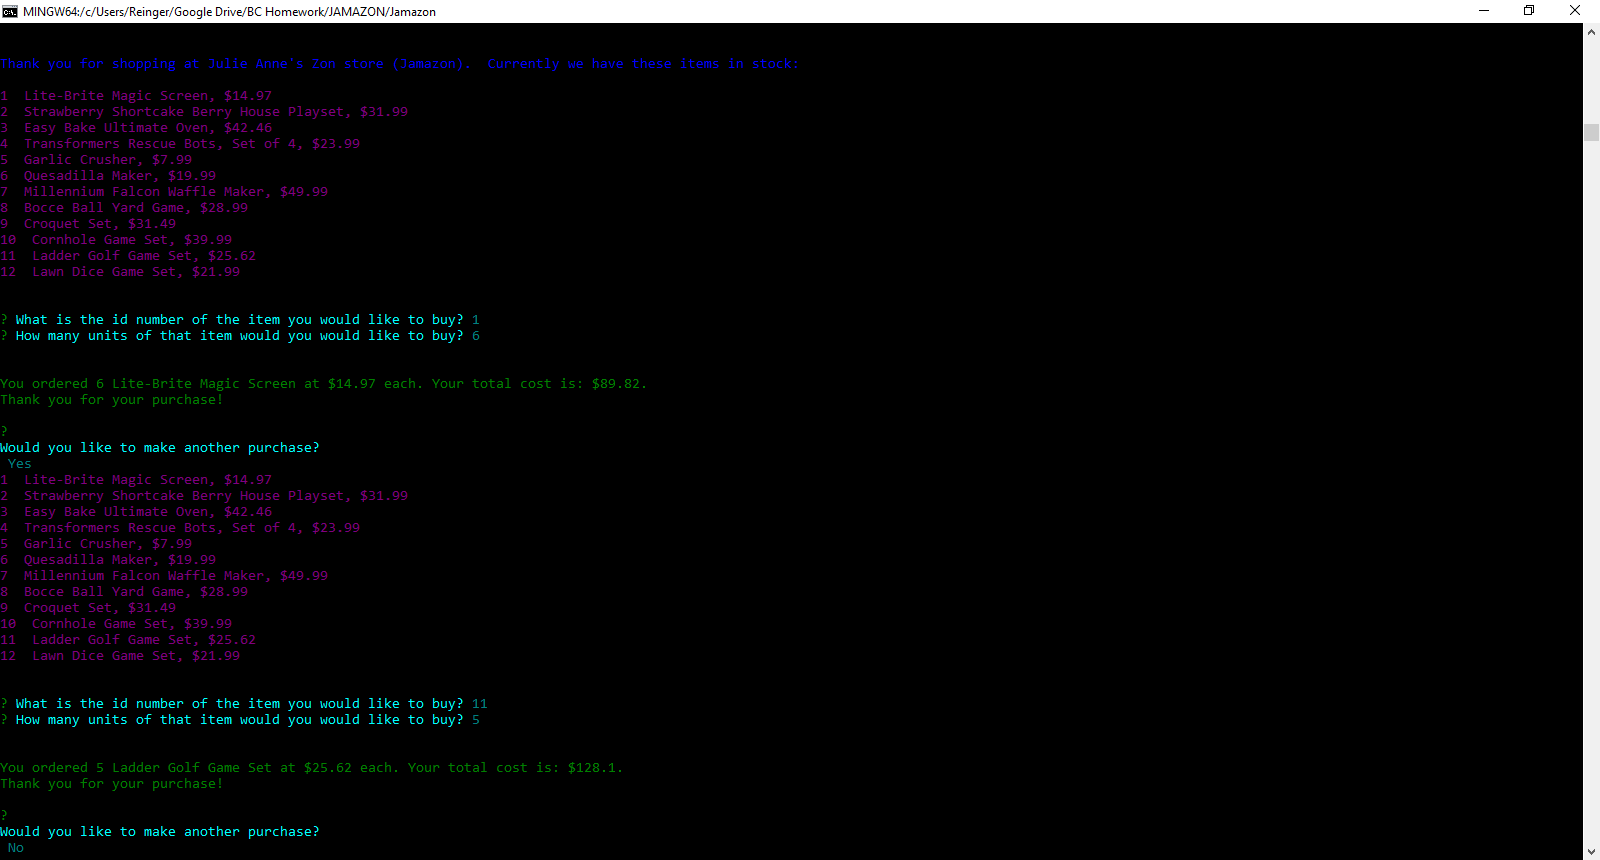 MINGW64:/c/Users/Reinger/Google Drive/BC Homework/JAMAZON/Jamazon
Thank you for shopping at Julie Anne's Zon store (Jamazon).  Currently we have these items in stock:
1  Lite-Brite Magic Screen, $14.97
2  Strawberry Shortcake Berry House Playset, $31.99
3  Easy Bake Ultimate Oven, $42.46
4  Transformers Rescue Bots, Set of 4, $23.99
5  Garlic Crusher, $7.99
6  Quesadilla Maker, $19.99
7  Millennium Falcon Waffle Maker, $49.99
8  Bocce Ball Yard Game, $28.99
9  Croquet Set, $31.49
10  Cornhole Game Set, $39.99
11  Ladder Golf Game Set, $25.62
12  Lawn Dice Game Set, $21.99
? What is the id number of the item you would like to buy? 1
? How many units of that item would you would like to buy? 6
You ordered 6 Lite-Brite Magic Screen at $14.97 each. Your total cost is: $89.82.
Thank you for your purchase!
?
Would you like to make another purchase?
Yes
1  Lite-Brite Magic Screen, $14.97
2  Strawberry Shortcake Berry House Playset, $31.99
3  Easy Bake Ultimate Oven, $42.46
4  Transformers Rescue Bots, Set of 4, $23.99
5  Garlic Crusher, $7.99
6  Quesadilla Maker, $19.99
7  Millennium Falcon Waffle Maker, $49.99
8  Bocce Ball Yard Game, $28.99
9  Croquet Set, $31.49
10  Cornhole Game Set, $39.99
11  Ladder Golf Game Set, $25.62
12  Lawn Dice Game Set, $21.99
? What is the id number of the item you would like to buy? 11
? How many units of that item would you would like to buy? 5
You ordered 5 Ladder Golf Game Set at $25.62 each. Your total cost is: $128.1.
Thank you for your purchase!
?
Would you like to make another purchase?
No